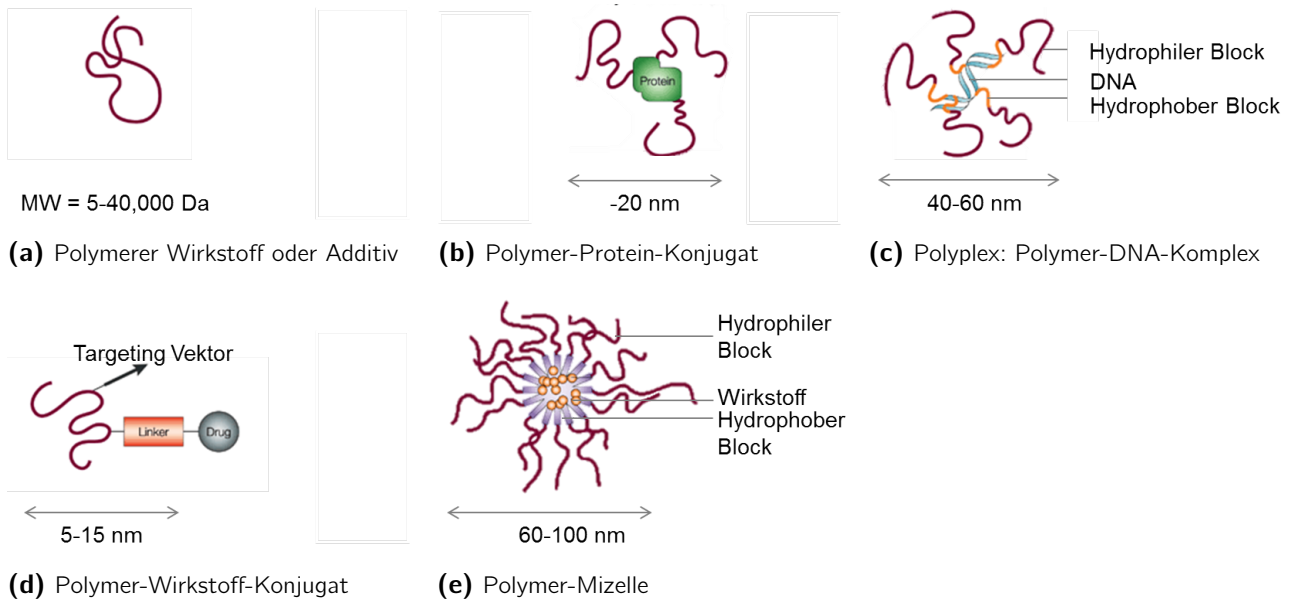 MW = 5-40,000 Da
(a) Polymerer Wirkstoff oder Additiv
Protein
-20 nm
(b) Polymer-Protein-Konjugat
Hydrophiler Block
DNA
Hydrophober Block
40-60 nm
(c) Polyplex: Polymer-DNA-Komplex
Targeting Vektor
Linker
Drug
5-15 nm
(d) Polymer-Wirkstoff-Konjugat
Hydrophiler
Block
Wirkstoff
Hydrophober
Block
60-100 nm
(e) Polymer-Mizelle